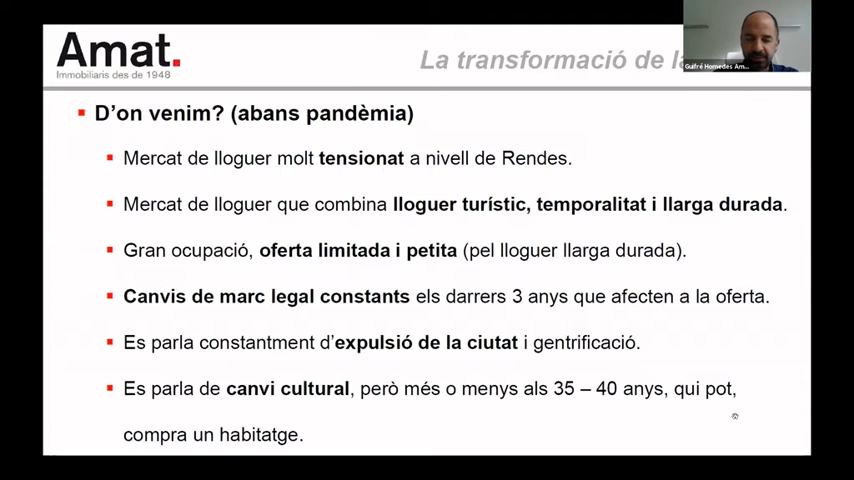 Amat.
Immobiliaris des de 1948
La transformació de la
Guifré Homedes Am...
D'on venim? (abans pandèmia)
Mercat de lloguer molt tensionat a nivell de Rendes.
Mercat de lloguer que combina lloguer turístic, temporalitat i llarga durada.
Gran ocupació, oferta limitada i petita (pel lloguer llarga durada).
Canvis de marc legal constants els darrers 3 anys que afecten a la oferta.
Es parla constantment d'expulsió de la ciutat i gentrificació.
Es parla de canvi cultural, però més o menys als 35 – 40 anys, qui pot,
compra un habitatge.